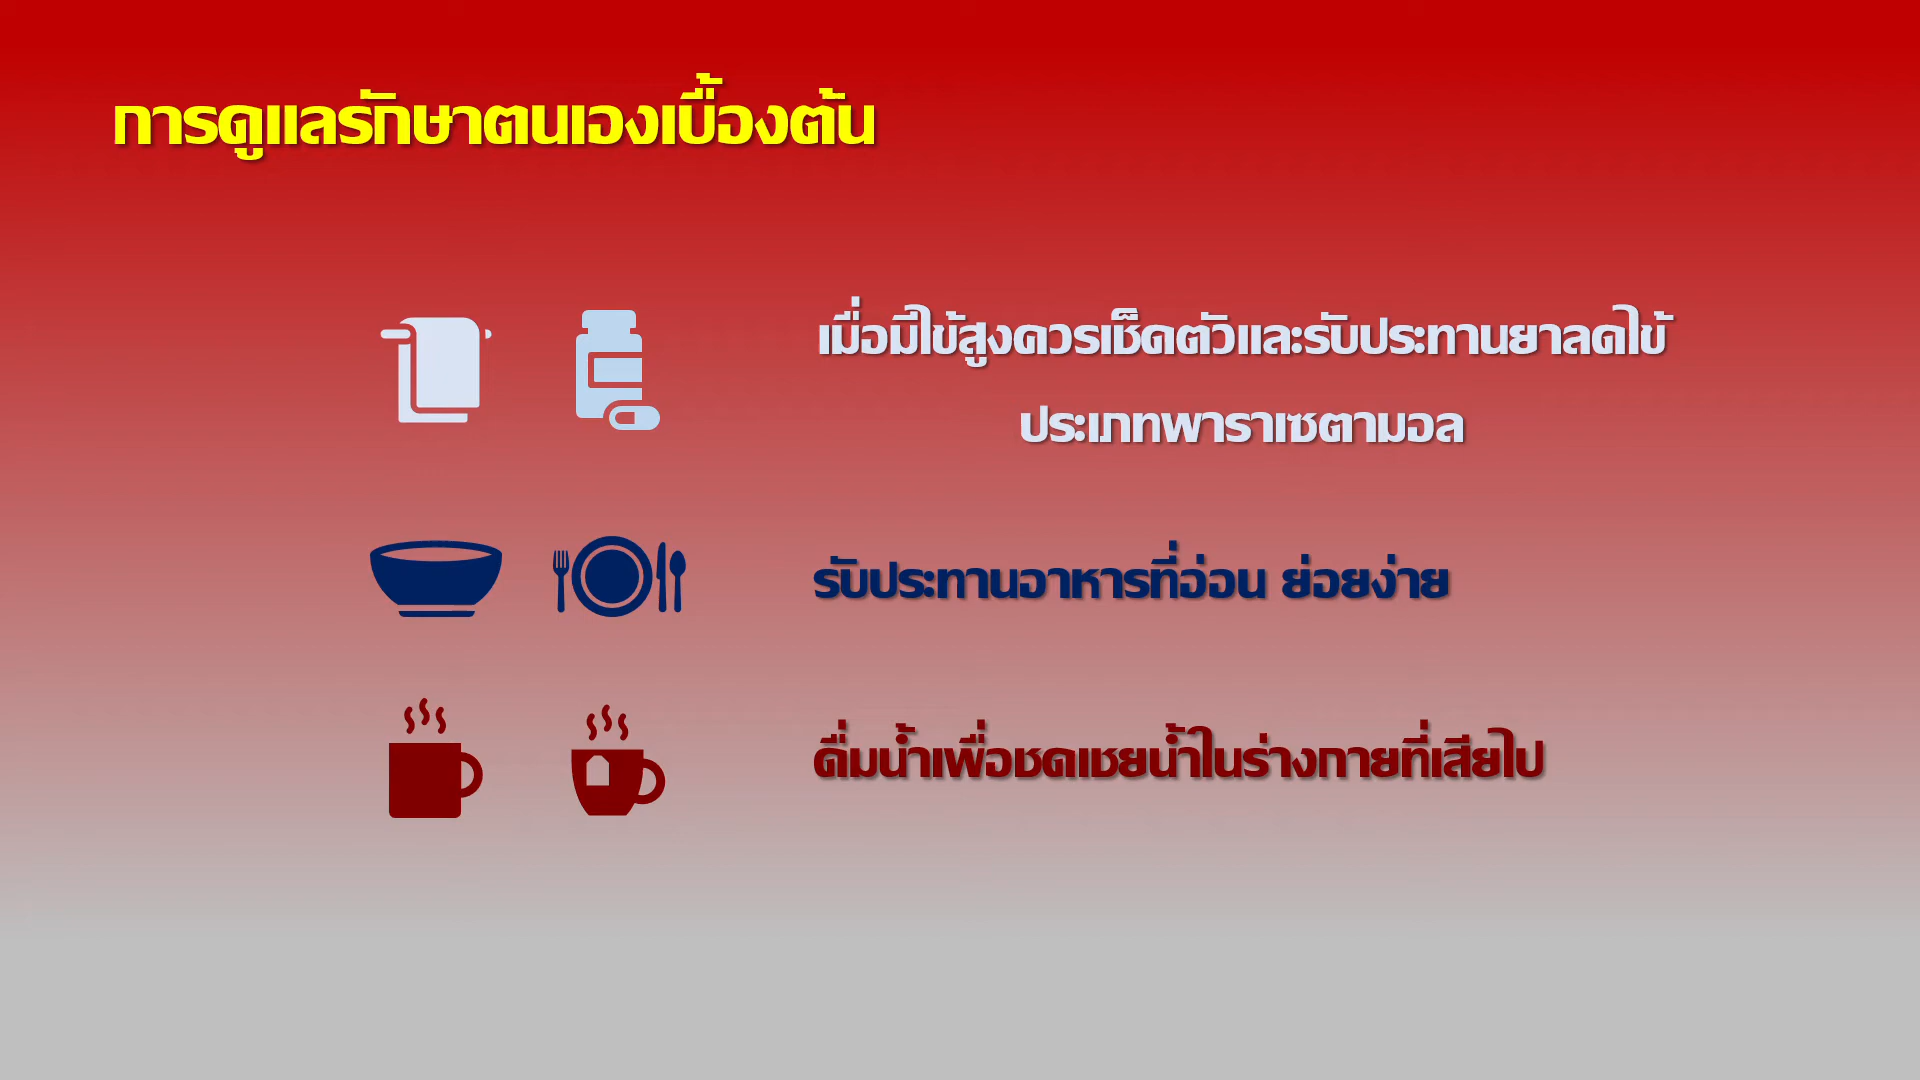 การดูแลรักษาตนเองเบื้องต้น
เมื่อมีไข้สูงควรเช็ดตัวและรับประทานยาลดไข้
ประเภทพาราเซตามอล
รับประทานอาหารที่อ่อน ย่อยง่าย
ดื่มน้ำเพื่อชดเชยน้ำในร่างกายที่เสียไป